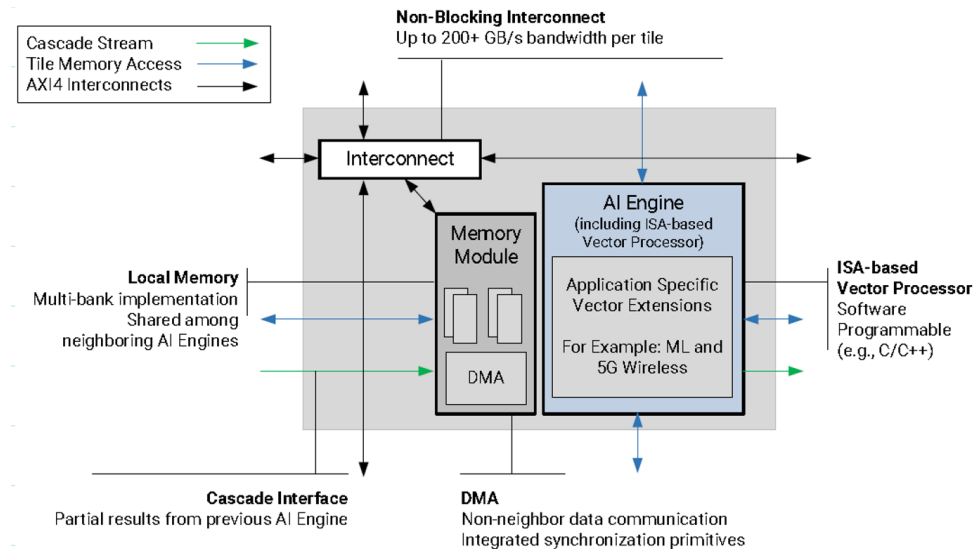 Non-Blocking Interconnect
Up to 200+ GB/s bandwidth per tile
Cascade Stream
Tile Memory Access
AXI4 Interconnects
Interconnect
AI Engine
(including ISA-based
Vector Processor)
Memory
Module
Application Specific
Vector Extensions
For Example: ML and
5G Wireless
DMA
Local Memory
Multi-bank implementation
Shared among
neighboring AI Engines
ISA-based
Vector Processor
Software
Programmable
(e.g., C/C++)
Cascade Interface
Partial results from previous AI Engine
DMA
Non-neighbor data communication
Integrated synchronization primitives